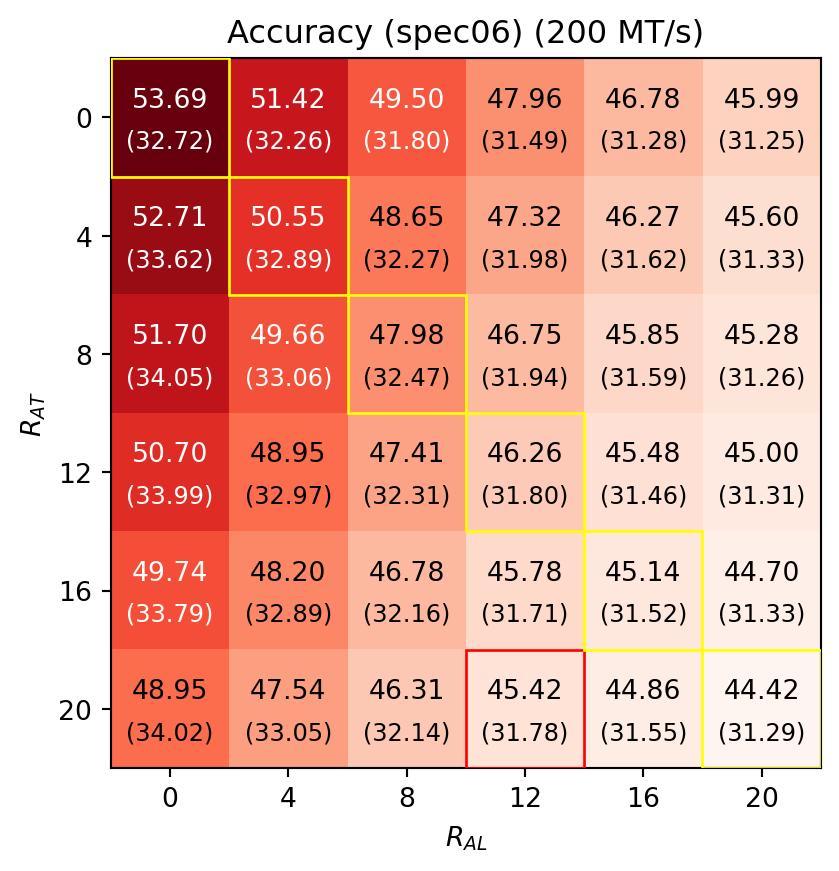 Accuracy (spec06) (200 MT/s)
0 53.69 51.42 49.50 47.96 46.78 45.99
(32.72) (32.26) (31.80) (31.49) (31.28) (31.25)
4 52.71 50.55 48.65 47.32 46.27 45.60
(33.62) (32.89) (32.27) (31.98) (31.62) (31.33)
8 51.70 49.66 47.98 46.75 45.85 45.28
(34.05) (33.06) (32.47) (31.94) (31.59) (31.26)
12 50.70 48.95 47.41 46.26 45.48 45.00
(33.99) (32.97) (32.31) (31.80) (31.46) (31.31)
16 49.74 48.20 46.78 45.78 45.14 44.70
(33.79) (32.89) (32.16) (31.71) (31.52) (31.33)
20 48.95 47.54 46.31 45.42 44.86 44.42
(34.02) (33.05) (32.14) (31.78) (31.55) (31.29)
0 4 8 12 16 20
R_{AL}
R_{AT}